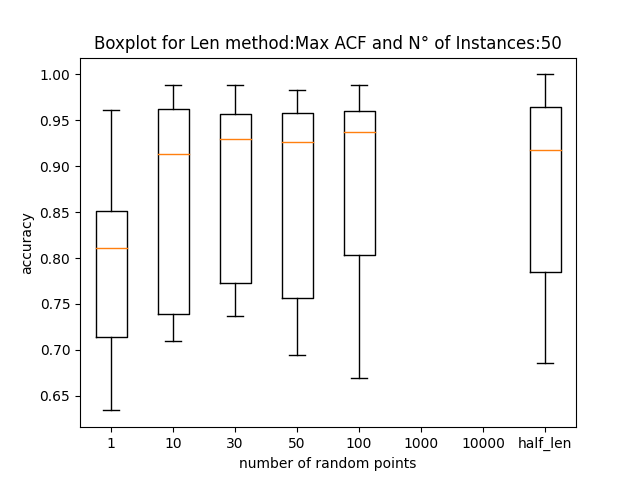 Boxplot for Len method:Max ACF and N° of Instances:50
1.00
0.95
0.90
0.85
0.80
0.75
0.70
0.65
accuracy
1 10 30 50 100 1000 10000 half_len
number of random points